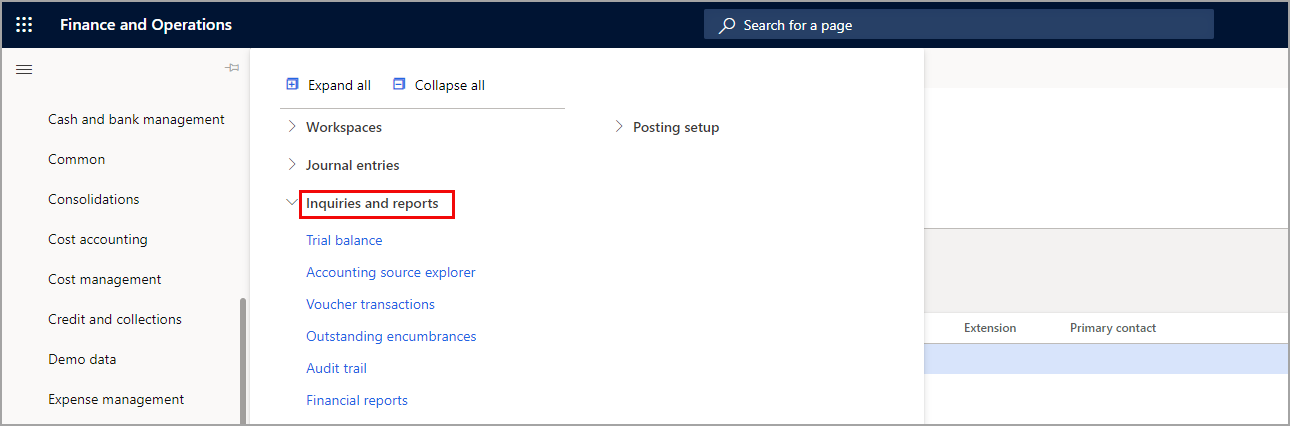 Finance and Operations
Search for a page
Expand all
Collapse all
Cash and bank management
Common
Consolidations
Cost accounting
Cost management
Credit and collections
Demo data
Expense management
Workspaces
Journal entries
Inquiries and reports
Trial balance
Accounting source explorer
Voucher transactions
Outstanding encumbrances
Audit trail
Financial reports
Posting setup
Extension
Primary contact